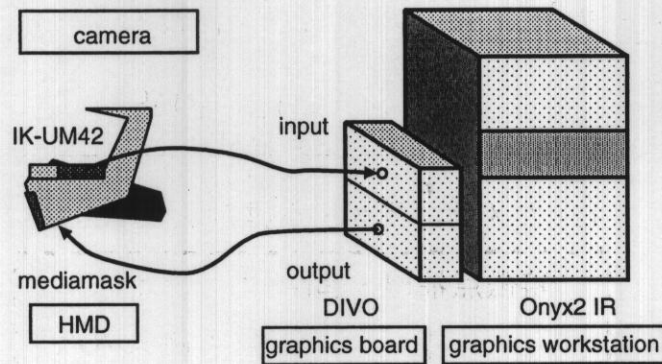 camera
IK-UM42
input
mediamask
output
HMD
DIVO
Onyx2 IR
graphics board
graphics workstation